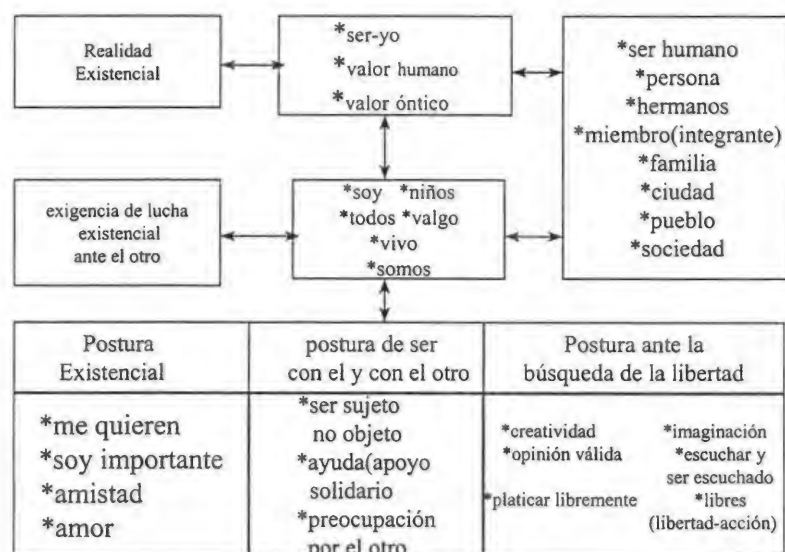 Realidad
Existencial
*ser-yo
*valor humano
*valor óntico
*ser humano
*persona
*hermanos
*miembro(integrante)
*familia
*ciudad
*pueblo
*sociedad
exigencia de lucha
existencial
ante el otro
*soy *niños
*todos *valgo
*vivo
*somos
Postura
Existencial
postura de ser
con el y con el otro
Postura ante la
búsqueda de la libertad
*me quieren
*soy importante
*amistad
*amor
*ser sujeto
no objeto
*ayuda(apoyo
solidario
*preocupación
por el otro
*creatividad *imaginación
*opinión válida *escuchar y
ser escuchado
*platicar libremente *libres
(libertad-acción)